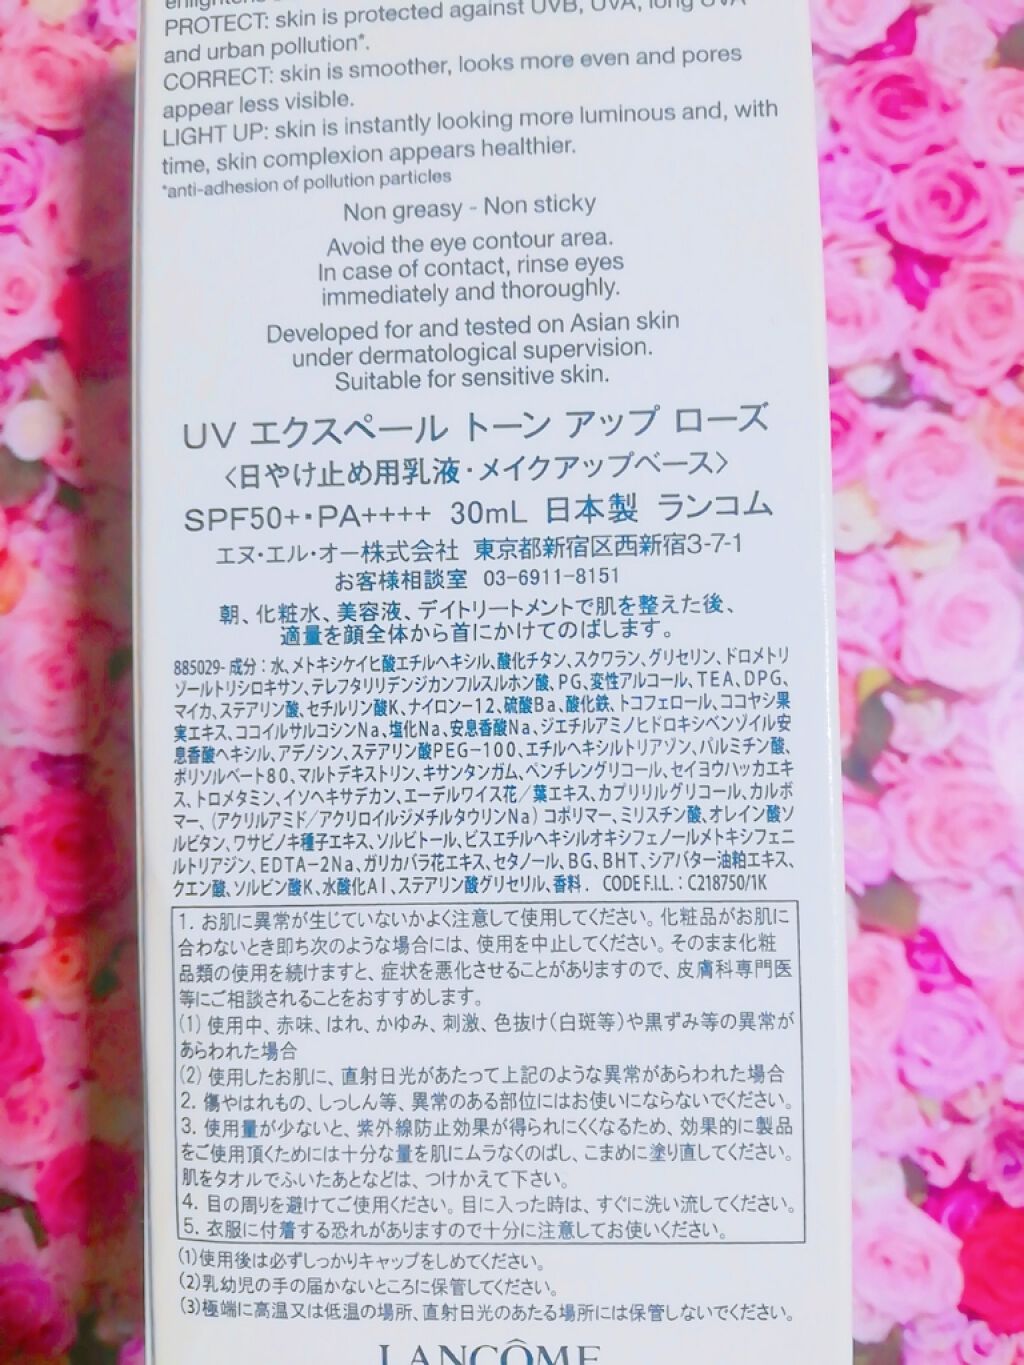 PROTECT: skin is protected against UVB, UVA, long UVA
and urban pollution*.
CORRECT: skin is smoother, looks more even and pores
appear less visible.
LIGHT UP: skin is instantly looking more luminous and, with
time, skin complexion appears healthier.
*anti-adhesion of pollution particles
Non greasy - Non sticky
Avoid the eye contour area.
In case of contact, rinse eyes
immediately and thoroughly.
Developed for and tested on Asian skin
under dermatological supervision.
Suitable for sensitive skin.
UV エクスペール トーン アップ ローズ
〈日やけ止め用乳液・メイクアップベース〉
SPF50+・PA++++ 30mL 日本製 ランコム
エヌ・エル・オー株式会社 東京都新宿区西新宿3-7-1
お客様相談室 03-6911-8151
朝、化粧水、美容液、デイトリートメントで肌を整えた後、
適量を顔全体から首にかけてのばします。
885029- 成分：水、メトキシケイヒ酸エチルヘキシル、酸化チタン、スクワラン、グリセリン、ドロメトリ
ゾールトリシロキサン、テレフタリリデンジカンフルスルホン酸、PG、変性アルコール、TEA、DPG、
マイカ、ステアリン酸、セチルリン酸K、ナイロン－12、硫酸Ba、酸化鉄、トコフェロール、ココヤシ果
実エキス、ココイルサルコシンNa、塩化Na、安息香酸Na、ジエチルアミノヒドロキシベンゾイル安
息香酸ヘキシル、アデノシン、ステアリン酸PEG-100、エチルヘキシルトリアゾン、パルミチン酸、
ポリソルベート80、マルトデキストリン、キサンタンガム、ペンチレングリコール、セイヨウハッカエキ
ス、トロメタミン、イソヘキサデカン、エーデルワイス花／葉エキス、カプリリルグリコール、カルボ
マー、（アクリルアミド／アクリロイルジメチルタウリンNa）コポリマー、ミリスチン酸、オレイン酸ソ
ルビタン、ワサビノキ種子エキス、ソルビトール、ビスエチルヘキシルオキシフェノールメトキシフェニ
ルトリアジン、EDTA－2Na、ガリカバラ花エキス、セタノール、BG、BHT、シアバター油粕エキス、
クエン酸、ソルビン酸K、水酸化Al、ステアリン酸グリセリル、香料. CODE F.I.L.：C218750/1K
1. お肌に異常が生じていないかよく注意して使用してください。化粧品がお肌に
合わないとき即ち次のような場合には、使用を中止してください。そのまま化粧
品類の使用を続けますと、症状を悪化させることがありますので、皮膚科専門医
等にご相談されることをおすすめします。
(1) 使用中、赤味、はれ、かゆみ、刺激、色抜け(白斑等)や黒ずみ等の異常が
あらわれた場合
(2) 使用したお肌に、直射日光があたって上記のような異常があらわれた場合
2. 傷やはれもの、しっしん等、異常のある部位にはお使いにならないでください。
3. 使用量が少ないと、紫外線防止効果が得られにくくなるため、効果的に製品
をご使用頂くためには十分な量を肌にムラなくのばし、こまめに塗り直してください。
肌をタオルでふいたあとなどは、つけかえて下さい。
4. 目の周りを避けてご使用ください。目に入った時は、すぐに洗い流してください。
5. 衣服に付着する恐れがありますので十分に注意してお使いください。
(1)使用後は必ずしっかりキャップをしめてください。
(2)乳幼児の手の届かないところに保管してください。
(3)極端に高温又は低温の場所、直射日光のあたる場所には保管しないでください。
LANCÔME